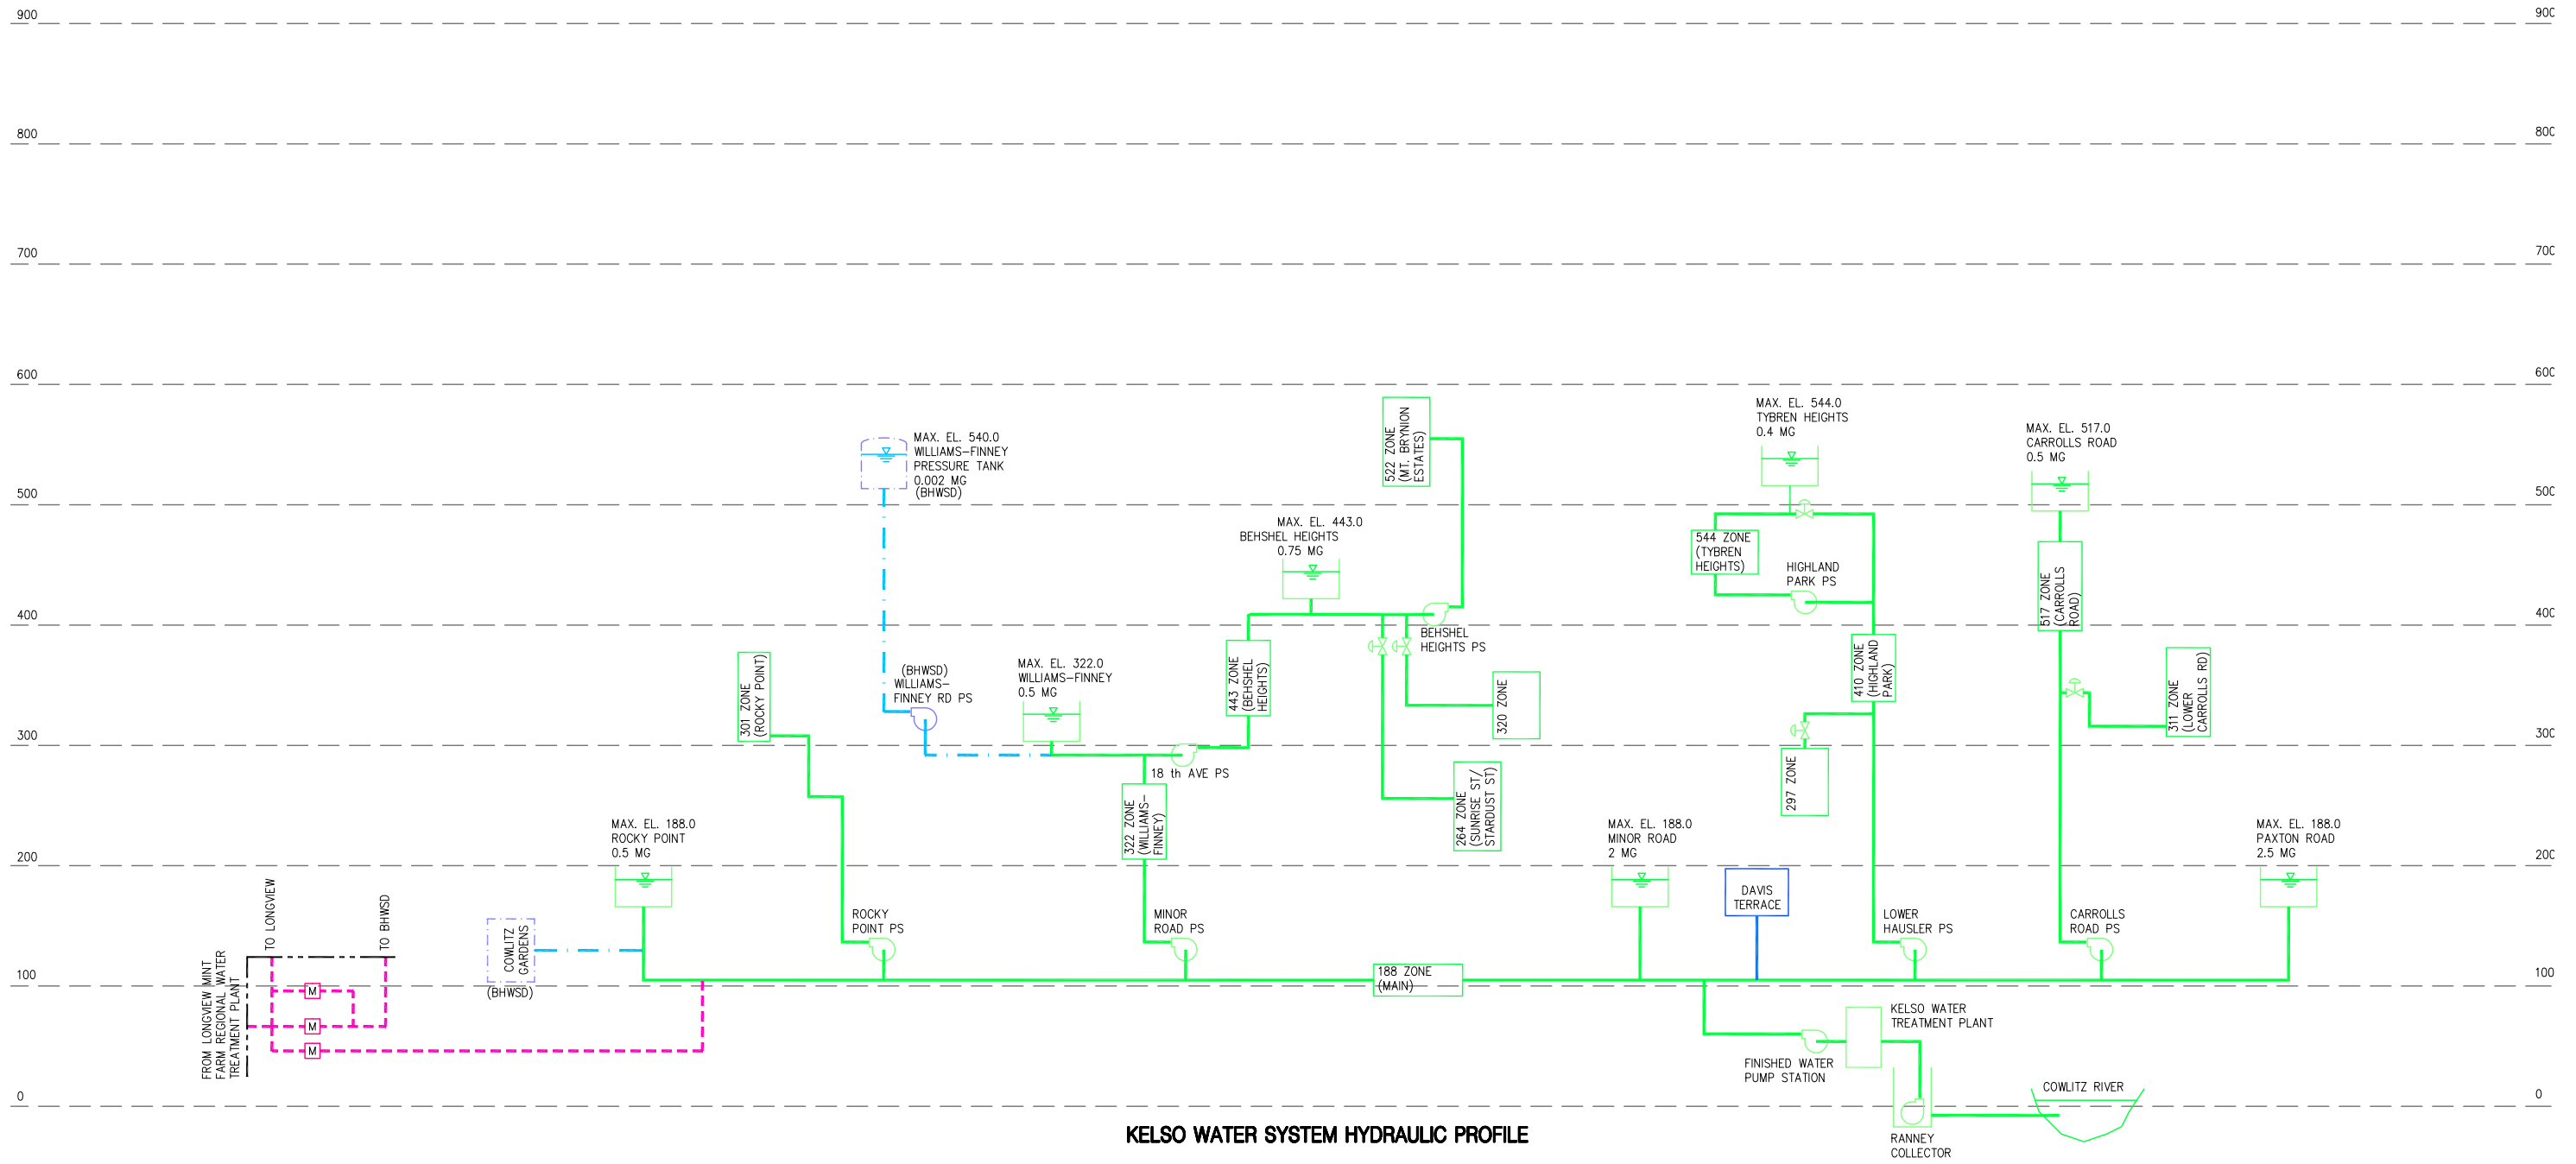 900
900
800
800
700
700
600
600
500
500
400
400
300
300
200
200
100
100
0
0
MAX. EL. 540.0
WILLIAMS-FINNEY
PRESSURE TANK
0.002 MG
(BHWSD)
522 ZONE
(MT. BRYNION
ESTATES)
MAX. EL. 544.0
TYBREN HEIGHTS
0.4 MG
MAX. EL. 517.0
CARROLLS ROAD
0.5 MG
MAX. EL. 443.0
BEHSHEL HEIGHTS
0.75 MG
544 ZONE
(TYBREN
HEIGHTS)
HIGHLAND
PARK PS
517 ZONE
(CARROLLS
ROAD)
BEHSHEL
HEIGHTS PS
301 ZONE
(ROCKY POINT)
(BHWSD)
WILLIAMS-
FINNEY RD PS
MAX. EL. 322.0
WILLIAMS-FINNEY
0.5 MG
443 ZONE
(BEHSHEL
HEIGHTS)
320 ZONE
410 ZONE
(HIGHLAND
PARK)
311 ZONE
(LOWER
CARROLLS RD)
18 th AVE PS
322 ZONE
(WILLIAMS-
FINNEY)
264 ZONE
(SUNRISE ST/
STARDUST ST)
297 ZONE
MAX. EL. 188.0
ROCKY POINT
0.5 MG
MAX. EL. 188.0
MINOR ROAD
2 MG
MAX. EL. 188.0
PAXTON ROAD
2.5 MG
DAVIS
TERRACE
TO LONGVIEW
TO BHWSD
COWLITZ
GARDENS
(BHWSD)
ROCKY
POINT PS
MINOR
ROAD PS
LOWER
HAUSLER PS
CARROLLS
ROAD PS
188 ZONE
(MAIN)
FROM LONGVIEW MINT
FARM REGIONAL WATER
TREATMENT PLANT
M
M
M
KELSO WATER
TREATMENT PLANT
FINISHED WATER
PUMP STATION
COWLITZ RIVER
RANNEY
COLLECTOR
KELSO WATER SYSTEM HYDRAULIC PROFILE